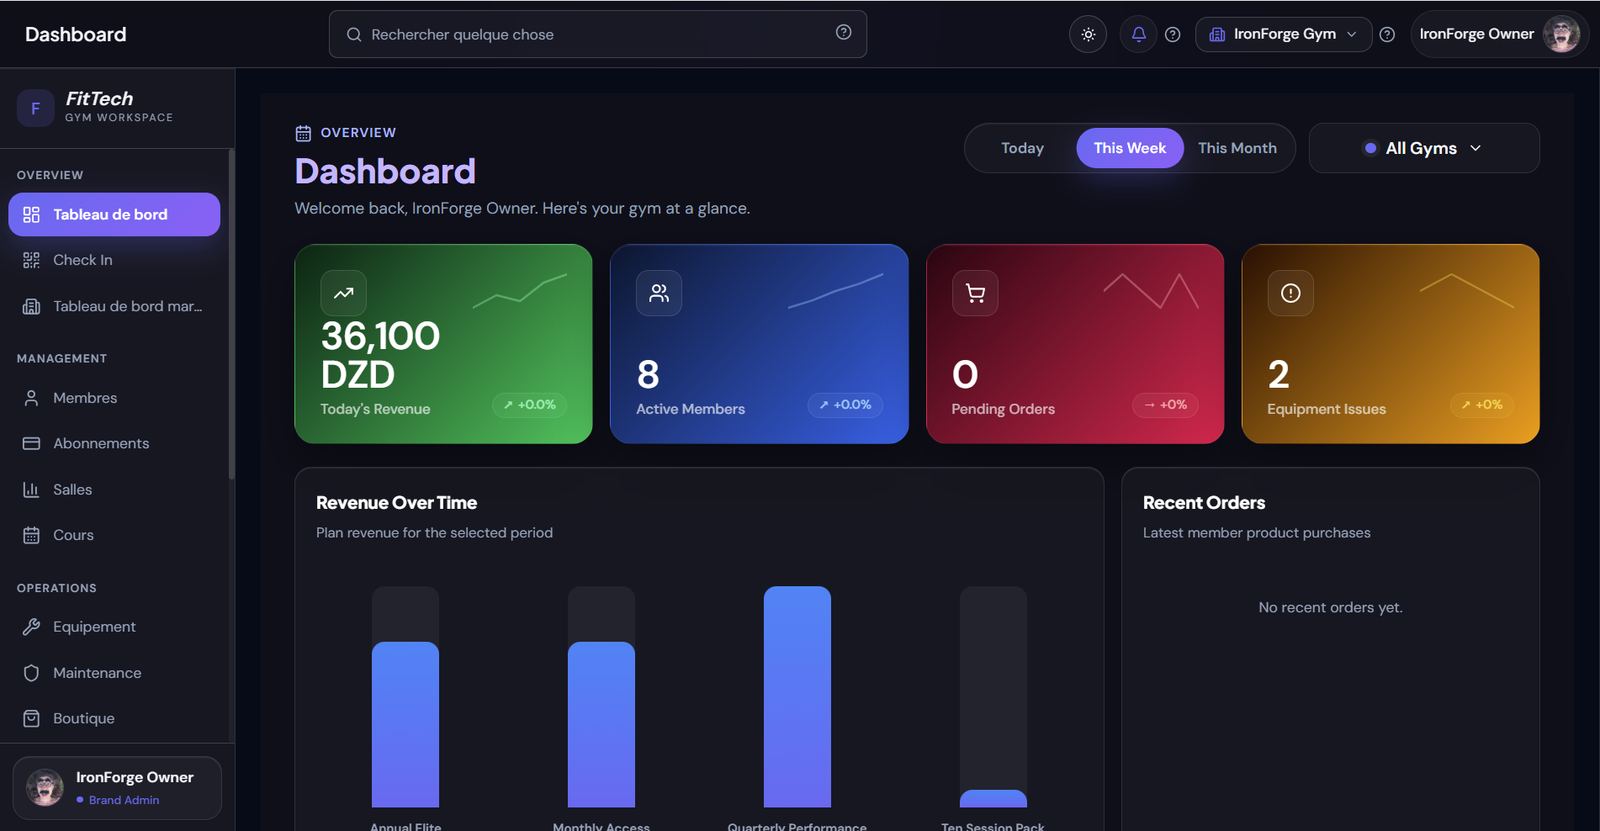 Dashboard
Rechercher quelque chose
IronForge Gym
IronForge Owner
F
FitTech
GYM WORKSPACE
OVERVIEW
Tableau de bord
Check In
Tableau de bord mar...
MANAGEMENT
Membres
Abonnements
Salles
Cours
OPERATIONS
Equipement
Maintenance
Boutique
IronForge Owner
Brand Admin
OVERVIEW
Dashboard
Welcome back, IronForge Owner. Here's your gym at a glance.
Today
This Week
This Month
All Gyms
36,100
DZD
Today's Revenue
↗ +0.0%
8
Active Members
↗ +0.0%
0
Pending Orders
→ +0%
2
Equipment Issues
↗ +0%
Revenue Over Time
Plan revenue for the selected period
Annual Elite
Monthly Access
Quarterly Performance
Ten Session Pack
Recent Orders
Latest member product purchases
No recent orders yet.